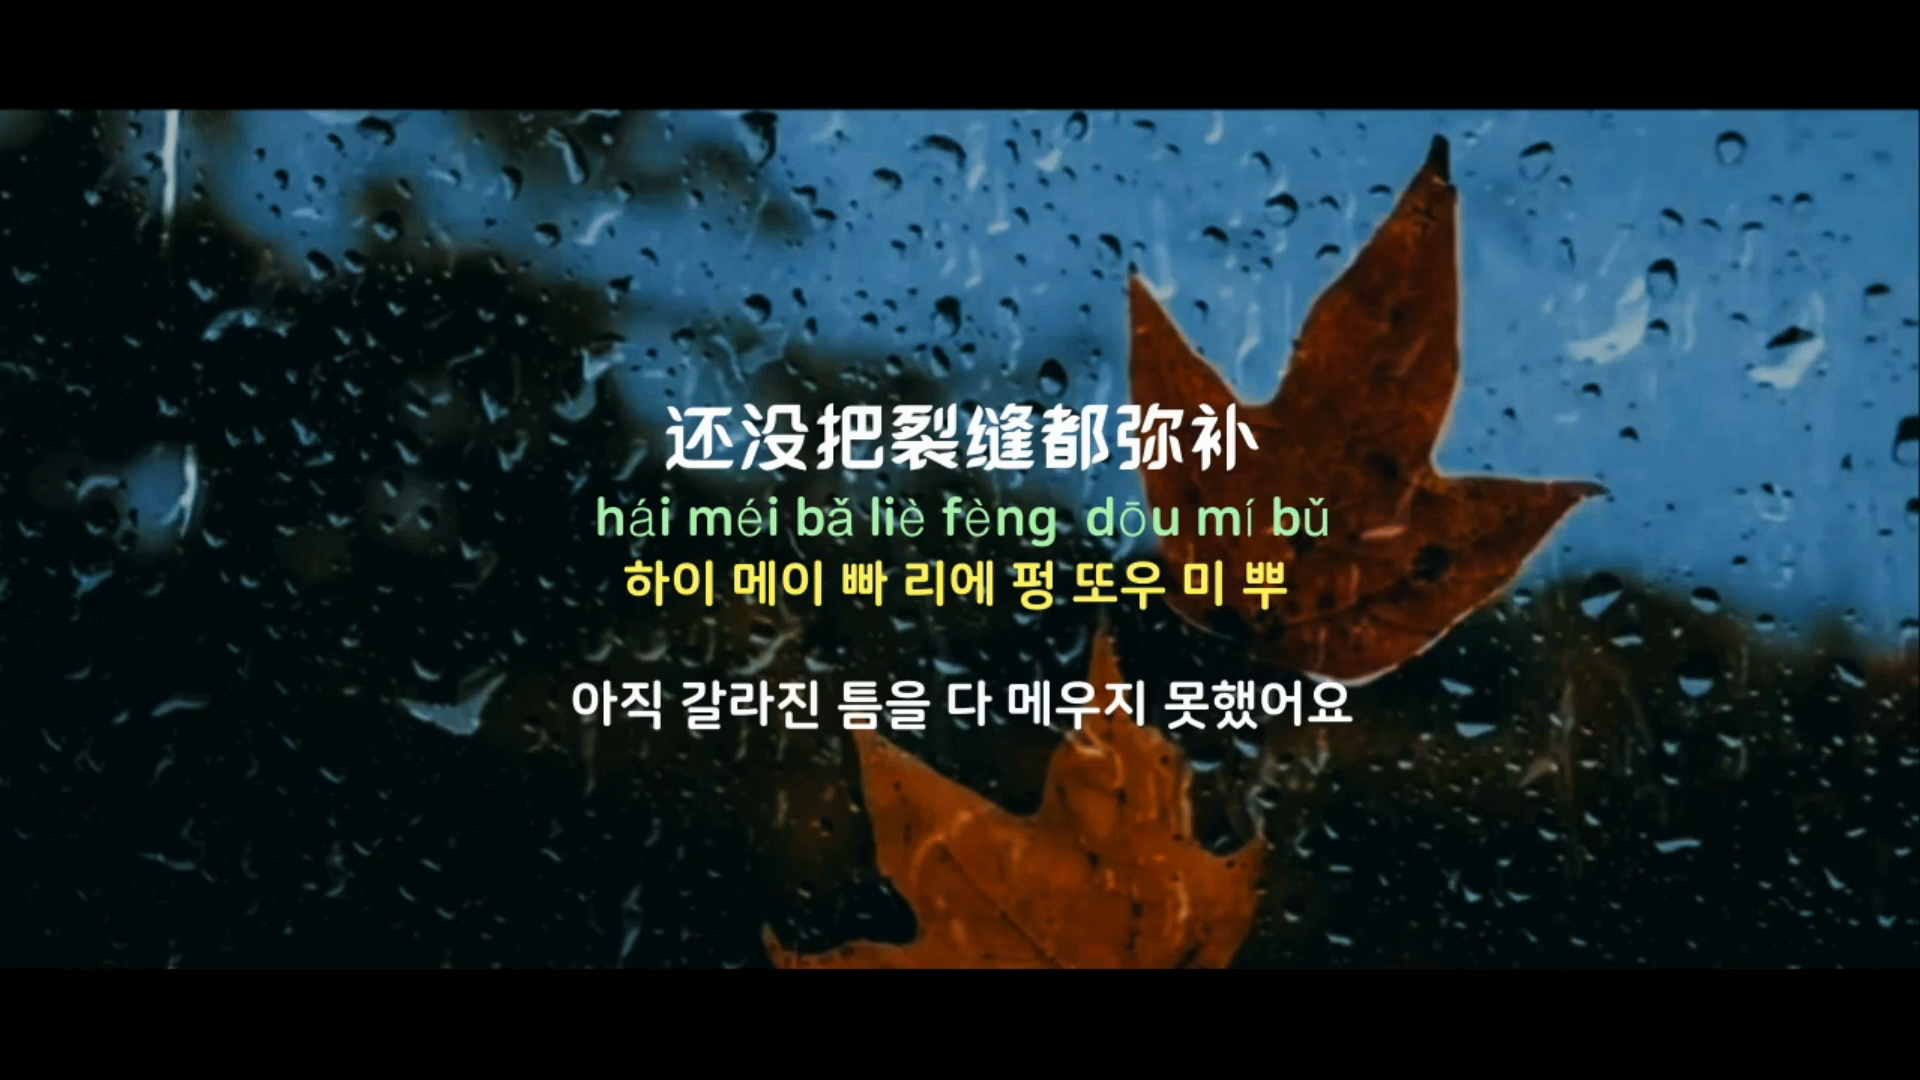 还没把裂缝都弥补
hái méi bǎ liè fèng dōu mí bǔ
하이 메이 빠 리에 펑 또우 미 뿌
아직 갈라진 틈을 다 메우지 못했어요